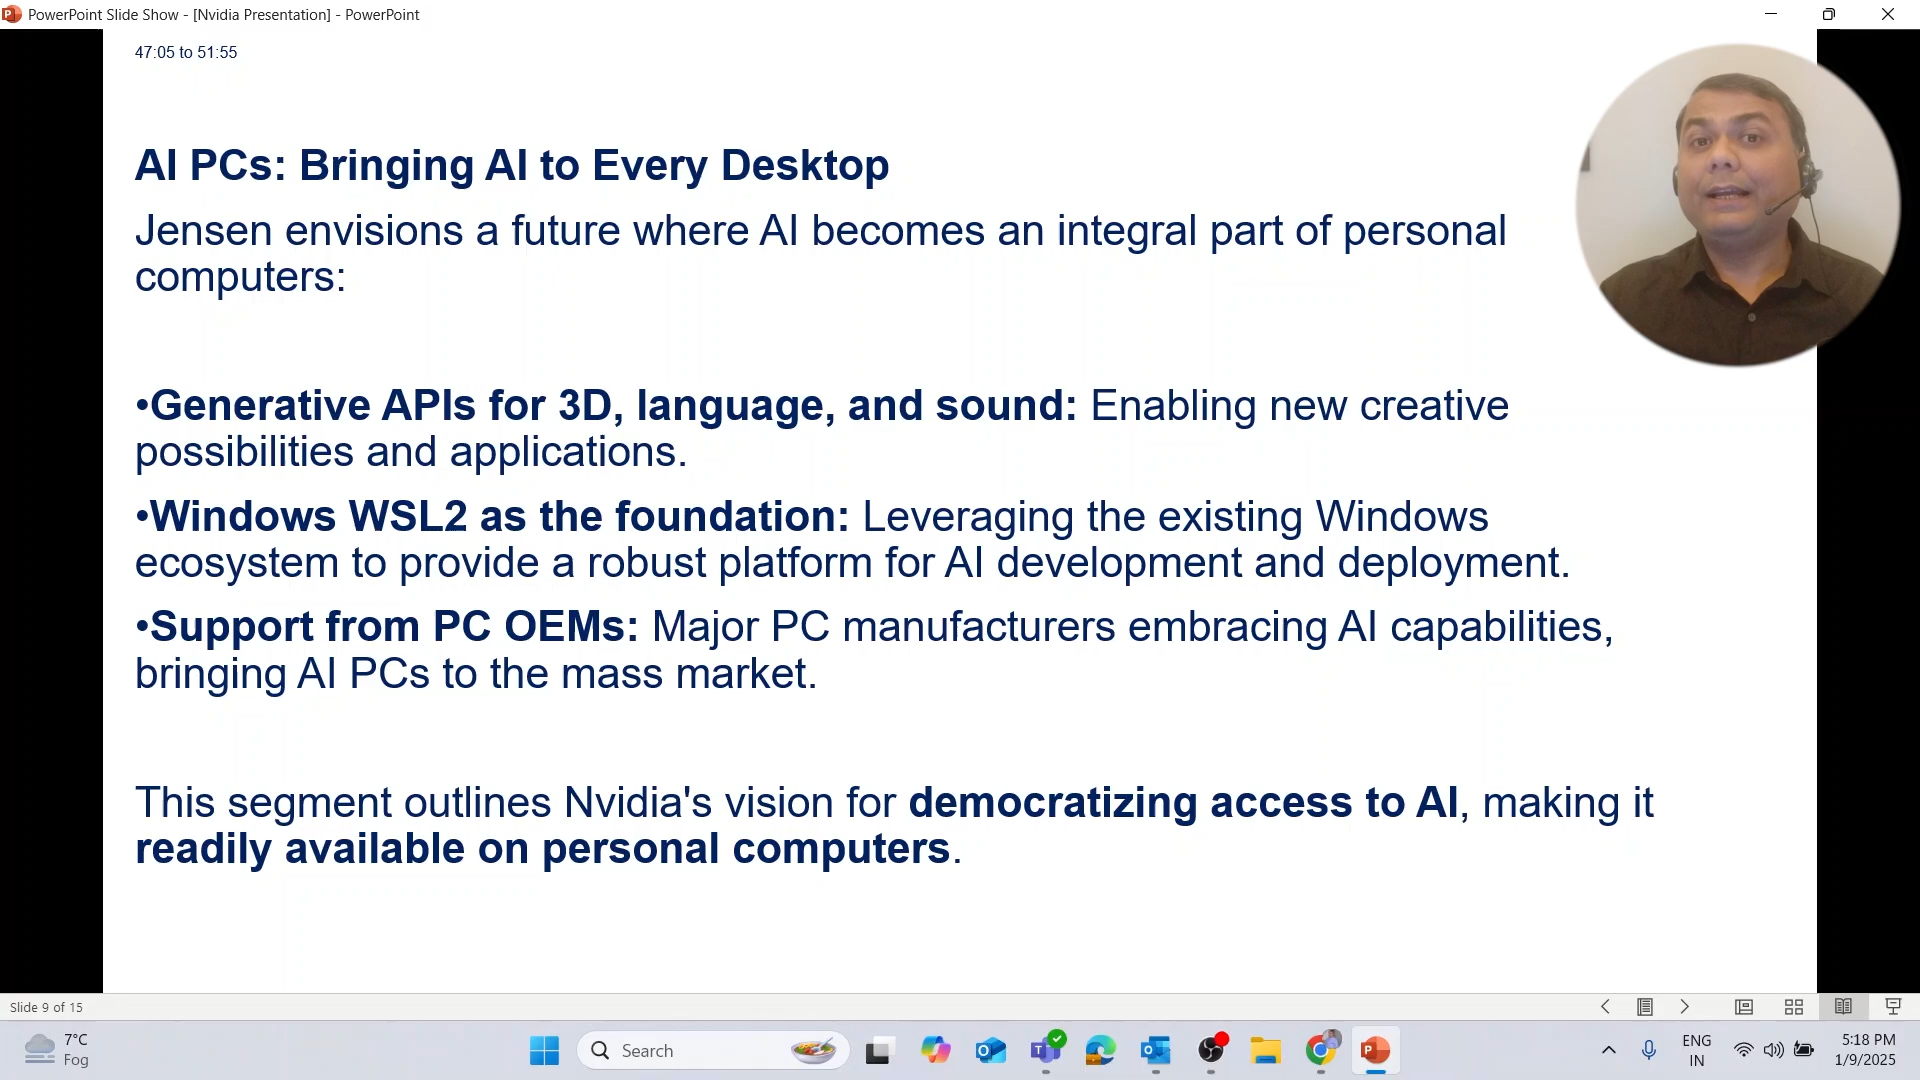 PowerPoint Slide Show - [Nvidia Presentation] - PowerPoint
47:05 to 51:55
AI PCs: Bringing AI to Every Desktop
Jensen envisions a future where AI becomes an integral part of personal
computers:
•Generative APIs for 3D, language, and sound: Enabling new creative
possibilities and applications.
•Windows WSL2 as the foundation: Leveraging the existing Windows
ecosystem to provide a robust platform for AI development and deployment.
•Support from PC OEMs: Major PC manufacturers embracing AI capabilities,
bringing AI PCs to the mass market.
This segment outlines Nvidia's vision for democratizing access to AI, making it
readily available on personal computers.
Slide 9 of 15
7°C
Fog
Search
ENG
IN
5:18 PM
1/9/2025